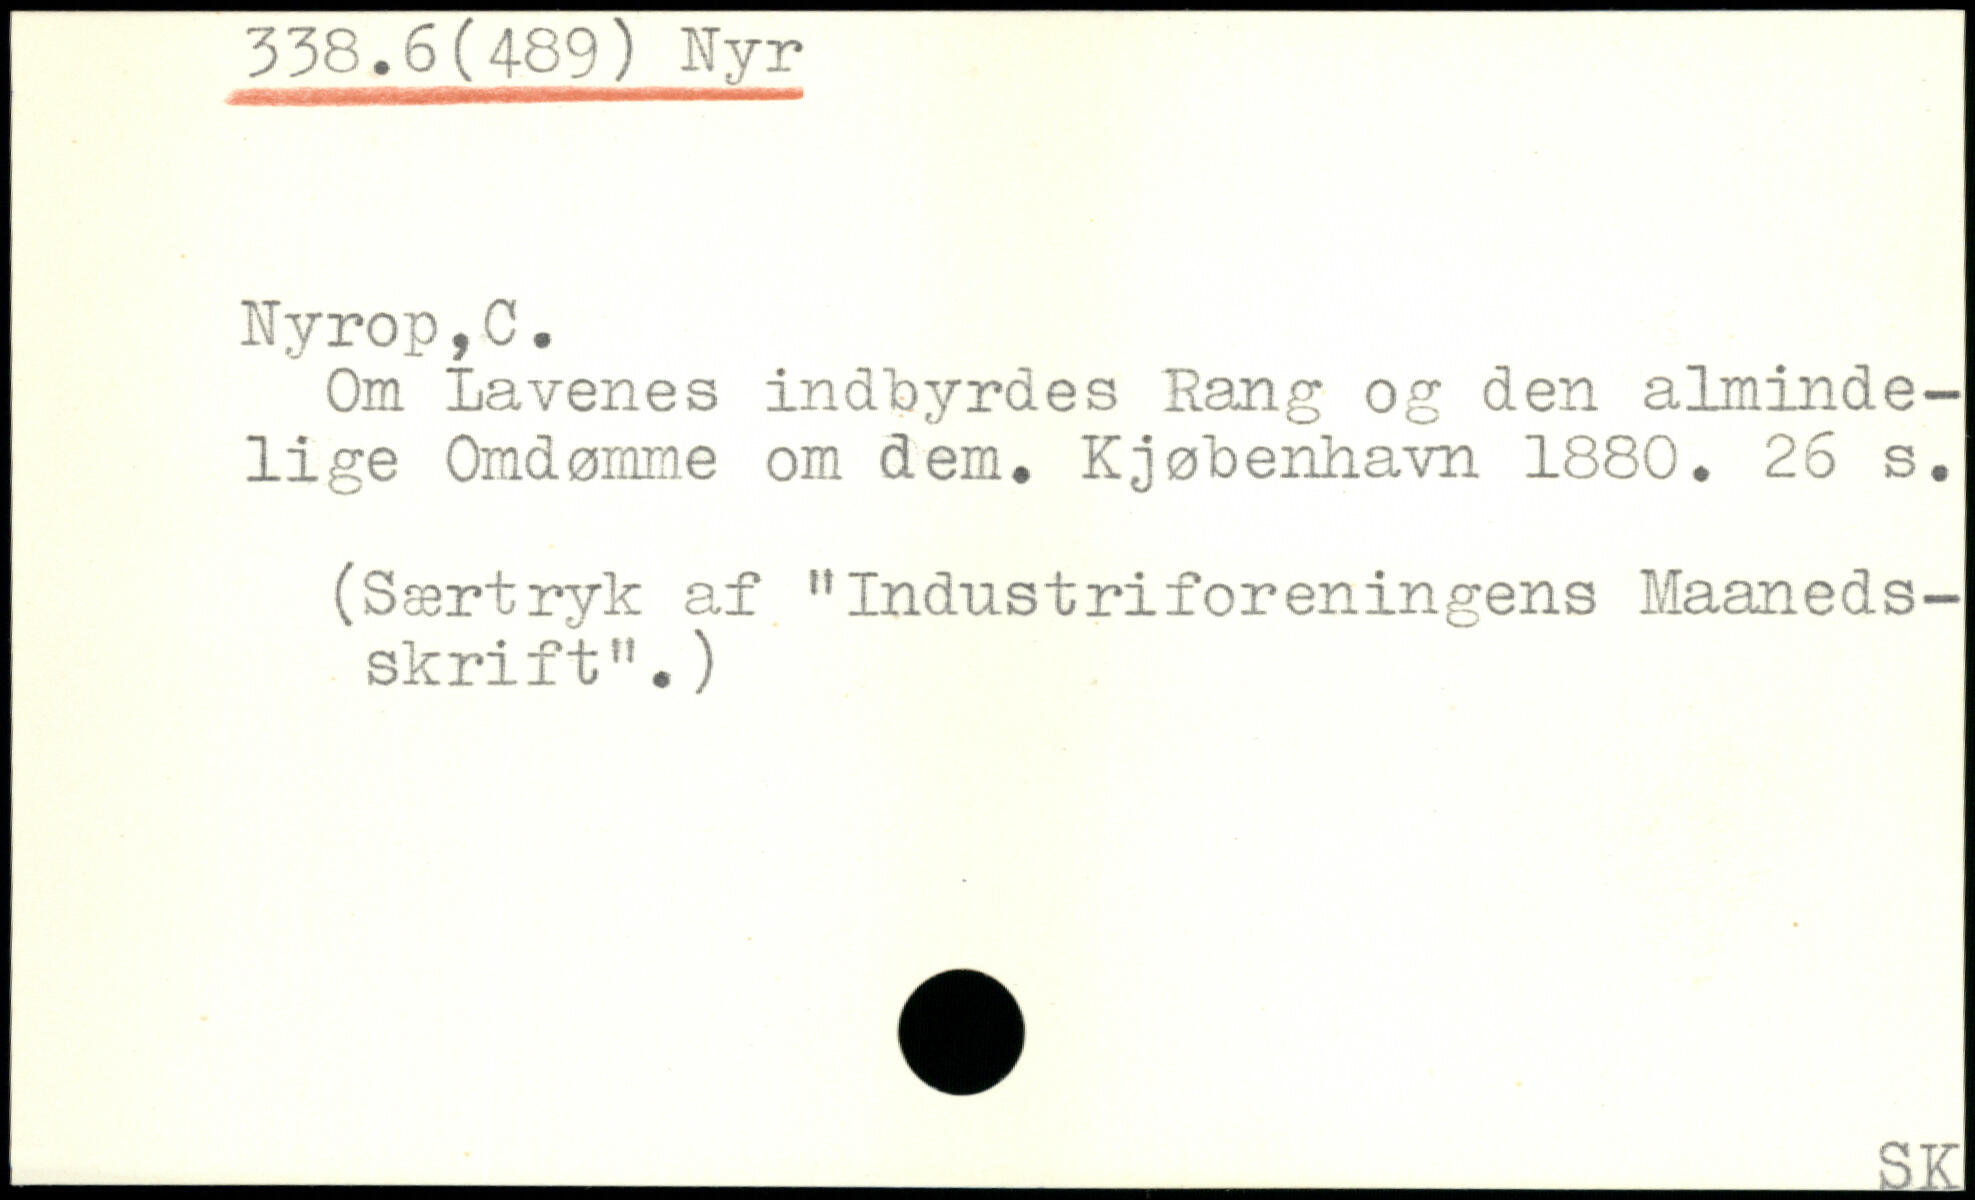 338.6(489) Nyr
Nyrop,C.
Om Lavenes indbyrdes Rang og den alminde-
lige Omdømme om dem. Kjøbenhavn 1880. 26 s.
(Særtryk af "Industriforeningens Maaneds-
skrift".)
SK